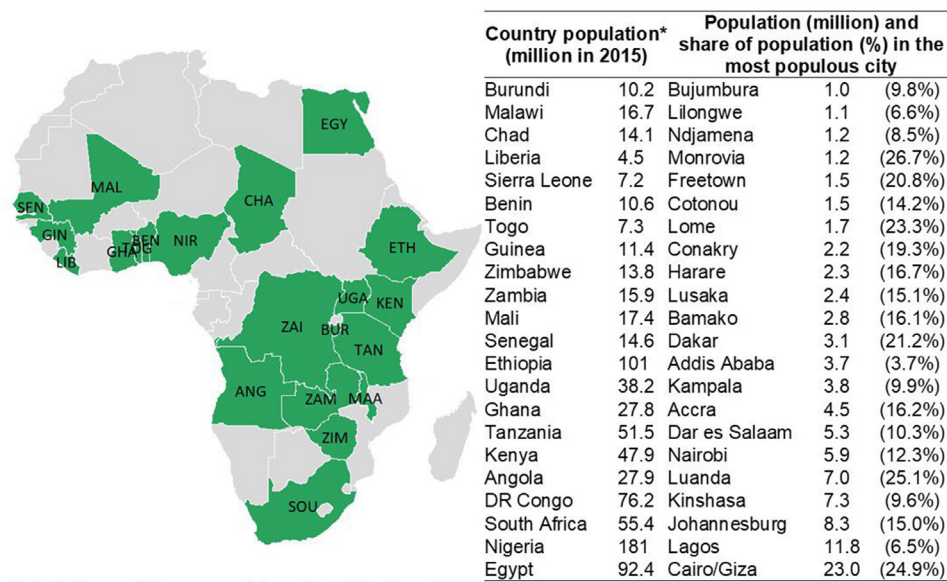 EGY
MAL
SEN
CHA
GIN
BEN
NIR
TOG
GHA
LIB
ETH
UGA
KEN
ZAI
BUR
TAN
ANG
ZAM
MAA
ZIM
SOU
Country population* (million in 2015)
Population (million) and share of population (%) in the most populous city
Burundi 10.2 Bujumbura 1.0 (9.8%)
Malawi 16.7 Lilongwe 1.1 (6.6%)
Chad 14.1 Ndjamena 1.2 (8.5%)
Liberia 4.5 Monrovia 1.2 (26.7%)
Sierra Leone 7.2 Freetown 1.5 (20.8%)
Benin 10.6 Cotonou 1.5 (14.2%)
Togo 7.3 Lome 1.7 (23.3%)
Guinea 11.4 Conakry 2.2 (19.3%)
Zimbabwe 13.8 Harare 2.3 (16.7%)
Zambia 15.9 Lusaka 2.4 (15.1%)
Mali 17.4 Bamako 2.8 (16.1%)
Senegal 14.6 Dakar 3.1 (21.2%)
Ethiopia 101 Addis Ababa 3.7 (3.7%)
Uganda 38.2 Kampala 3.8 (9.9%)
Ghana 27.8 Accra 4.5 (16.2%)
Tanzania 51.5 Dar es Salaam 5.3 (10.3%)
Kenya 47.9 Nairobi 5.9 (12.3%)
Angola 27.9 Luanda 7.0 (25.1%)
DR Congo 76.2 Kinshasa 7.3 (9.6%)
South Africa 55.4 Johannesburg 8.3 (15.0%)
Nigeria 181 Lagos 11.8 (6.5%)
Egypt 92.4 Cairo/Giza 23.0 (24.9%)